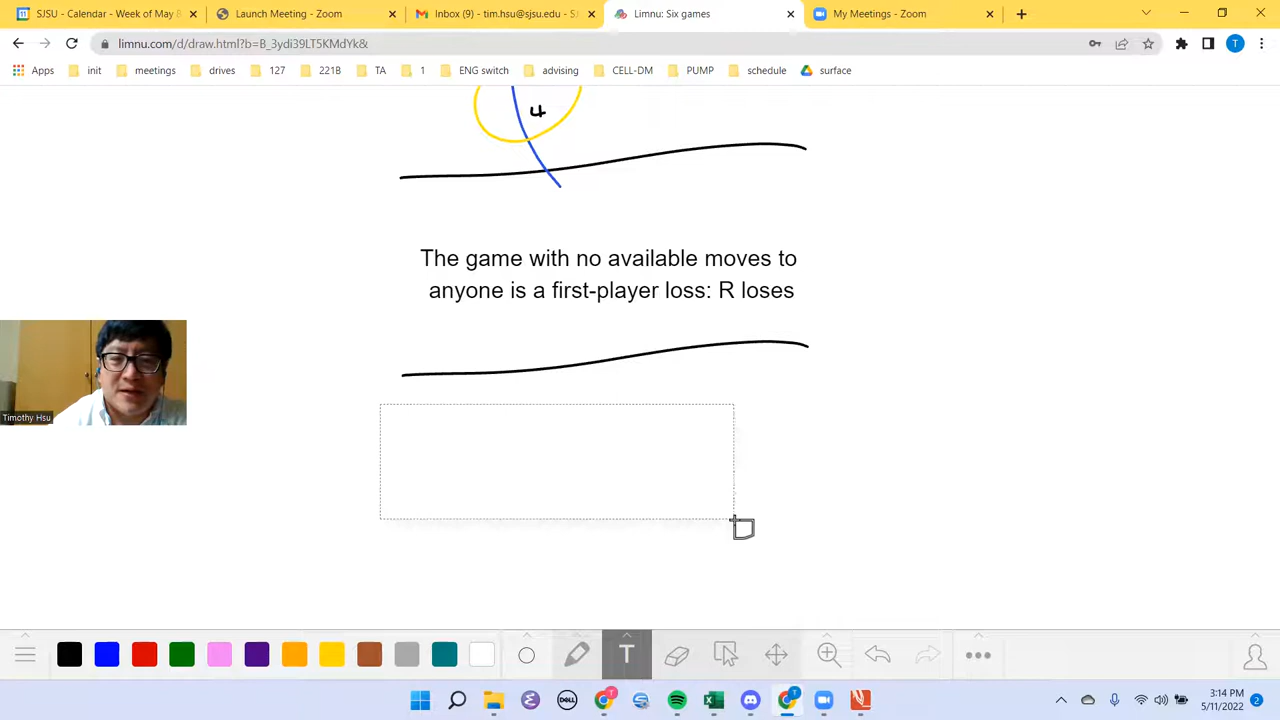 SJSU - Calendar - Week of May 8
Launch Meeting - Zoom
Inbox (9) - tim.hsu@sjsu.edu - SJ
Limnu: Six games
My Meetings - Zoom
limnu.com/d/draw.html?b=B_3ydi39LT5KMdYk&
T
Apps
init
meetings
drives
127
221B
TA
1
ENG switch
advising
CELL-DM
PUMP
schedule
surface
4
The game with no available moves to
anyone is a first-player loss: R loses
Timothy Hsu
T
DELL
3:14 PM
5/11/2022
2